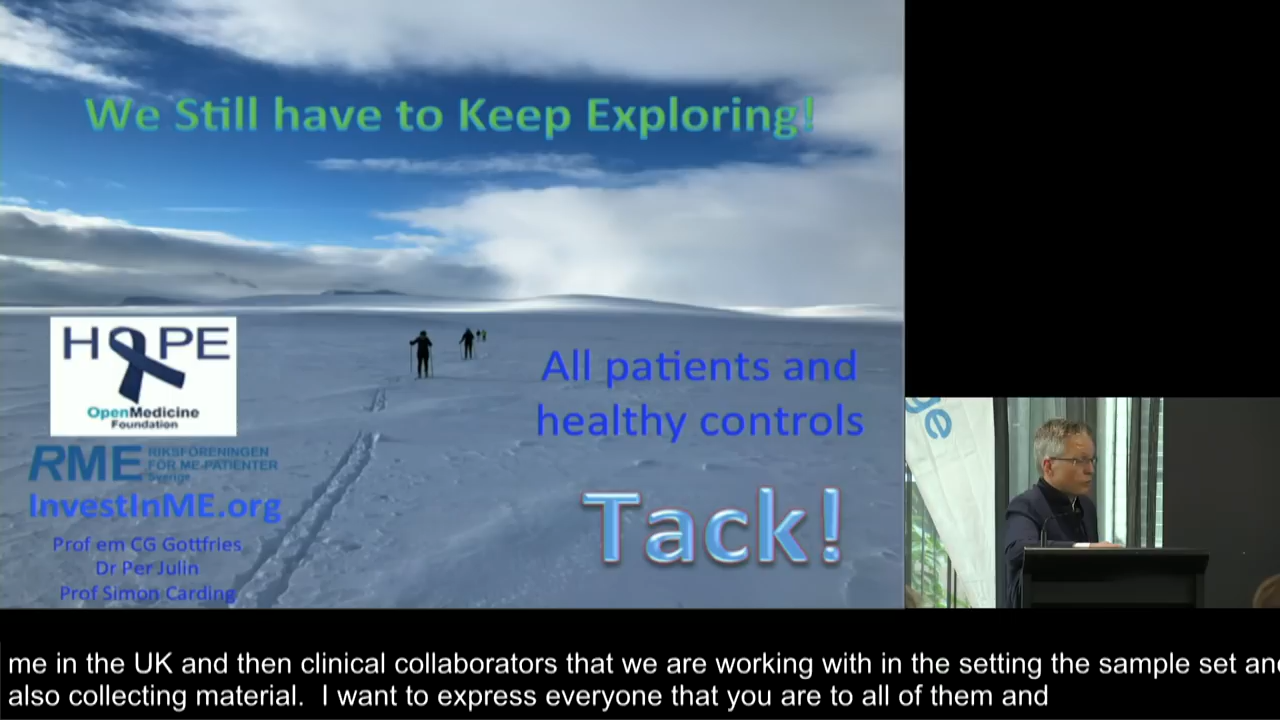 We Still have to Keep Exploring!
HOPE
OpenMedicine
Foundation
RME RIKSFÖRENINGEN
FÖR ME-PATIENTER
Sverige
InvestInME.org
Prof em CG Gottfries
Dr Per Julin
Prof Simon Carding
All patients and
healthy controls
Tack!
ge
me in the UK and then clinical collaborators that we are working with in the setting the sample set and
also collecting material.  I want to express everyone that you are to all of them and